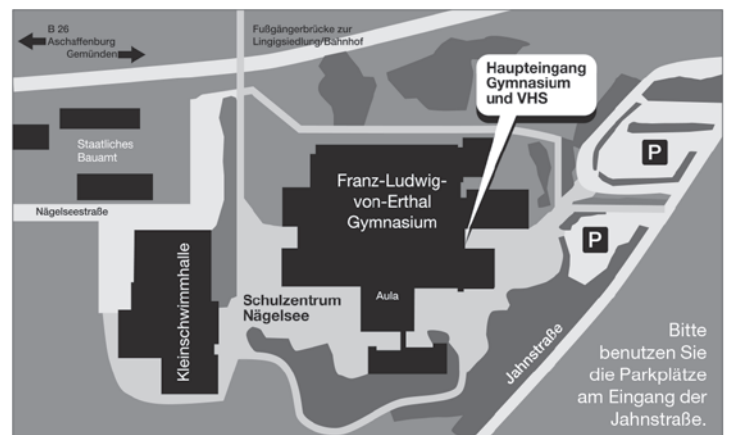 B 26
Aschaffenburg
Gemünden
Fußgängerbrücke zur
Lingigsiedlung/Bahnhof
Haupteingang
Gymnasium
und VHS
Staatliches
Bauamt
P
Franz-Ludwig-
von-Erthal
Gymnasium
Nägelseestraße
P
Kleinschwimmhalle
Schulzentrum
Nägelsee
Aula
Jahnstraße
Bitte
benutzen Sie
die Parkplätze
am Eingang der
Jahnstraße.